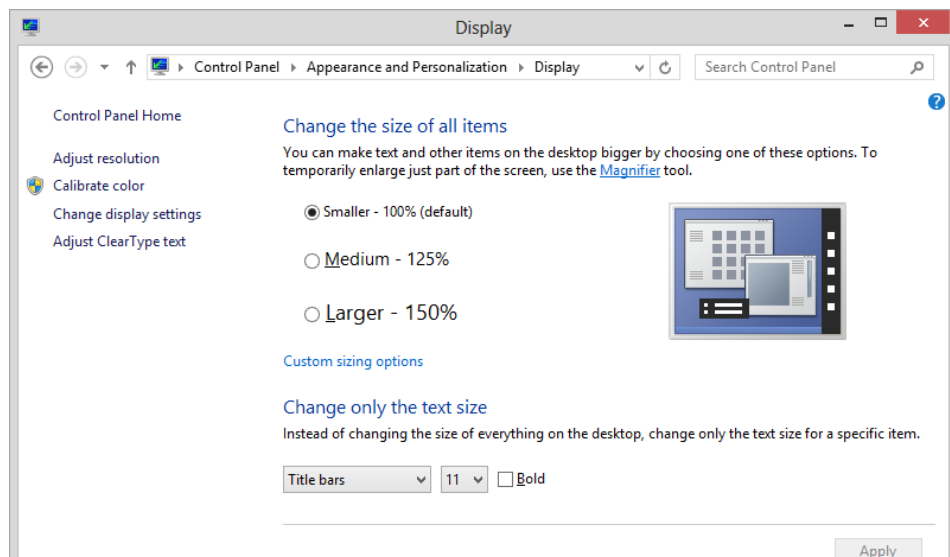 Display
Control Panel Appearance and Personalization Display Search Control Panel
Control Panel Home
Adjust resolution
Calibrate color
Change display settings
Adjust ClearType text
Change the size of all items
You can make text and other items on the desktop bigger by choosing one of these options. To
temporarily enlarge just part of the screen, use the Magnifier tool.
Smaller - 100% (default)
Medium - 125%
Larger - 150%
Custom sizing options
Change only the text size
Instead of changing the size of everything on the desktop, change only the text size for a specific item.
Title bars 11 Bold
Apply